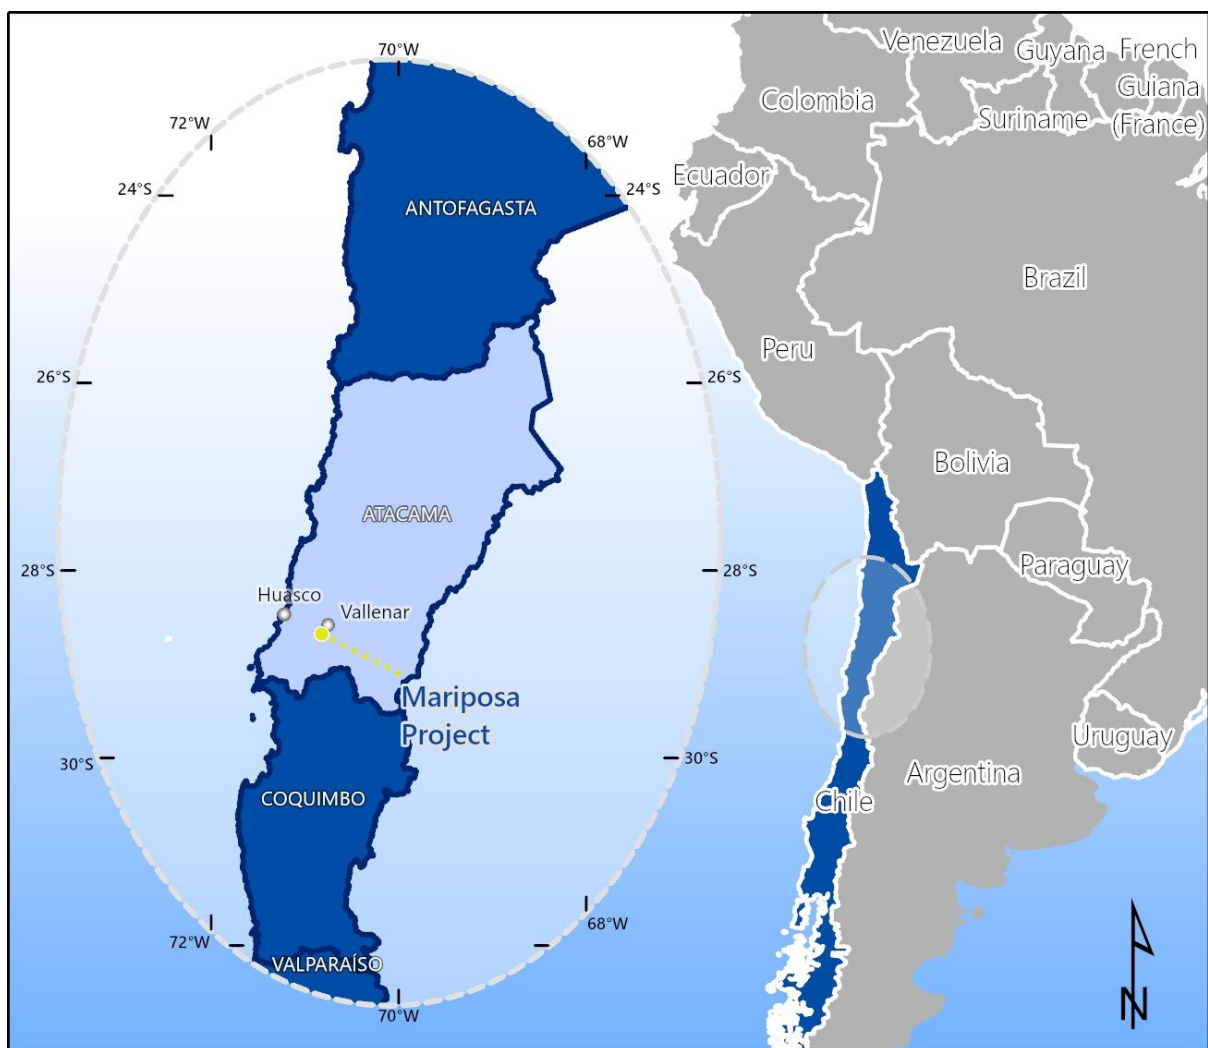 70°W
72°W
68°W
24°S
24°S
ANTOFAGASTA
26°S
26°S
ATACAMA
28°S
28°S
Huasco
Vallenar
Mariposa
Project
30°S
30°S
COQUIMBO
72°W
68°W
VALPARAÍSO
70°W
Venezuela
Guyana
French
Guiana
(France)
Suriname
Colombia
Ecuador
Brazil
Peru
Bolivia
Paraguay
Uruguay
Argentina
Chile
N